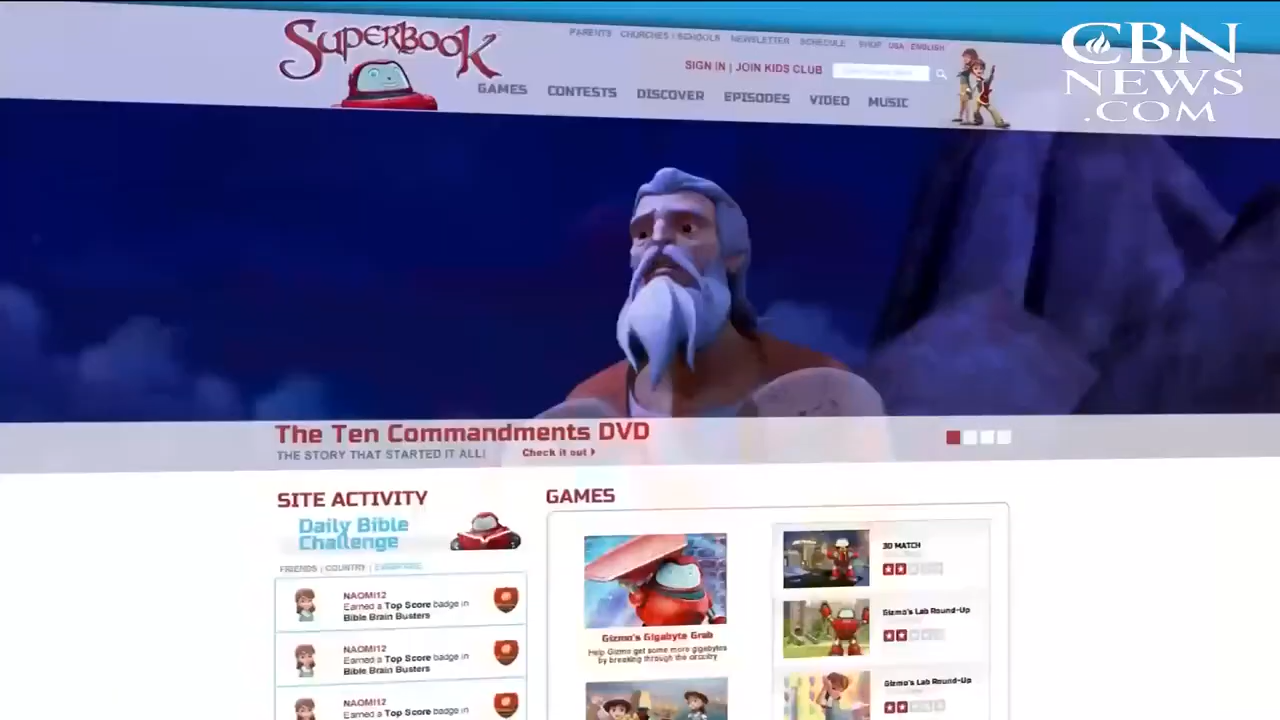 SUPERBOOK
PARENTS CHURCHES / SCHOOLS NEWSLETTER SCHEDULE SHOP USA ENGLISH
SIGN IN | JOIN KIDS CLUB
GAMES CONTESTS DISCOVER EPISODES VIDEO MUSIC
CBN
NEWS
.COM
The Ten Commandments DVD
THE STORY THAT STARTED IT ALL!
Check it out
SITE ACTIVITY
Daily Bible
Challenge
FRIENDS | COUNTRY |
NAOMI12
Earned a Top Score badge in
Bible Brain Busters
NAOMI12
Earned a Top Score badge in
Bible Brain Busters
NAOMI12
Earned a Top Score badge in
GAMES
Gizmo's Gigabyte Grab
Help Gizmo get some more gigabytes
by breaking through the circuitry
3D MATCH
Gizmo's Lab Round-Up
Gizmo's Lab Round-Up